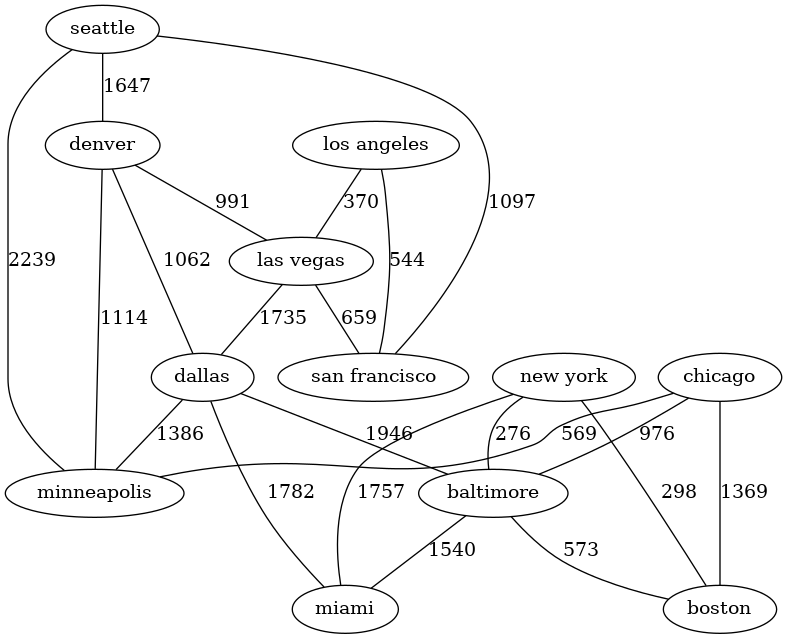 seattle
1647
denver
los angeles
991
370
1097
2239
1062
las vegas
544
1114
1735
659
dallas
san francisco
new york
chicago
1386
1946
276
569
976
minneapolis
1782
1757
baltimore
298
1369
1540
573
miami
boston